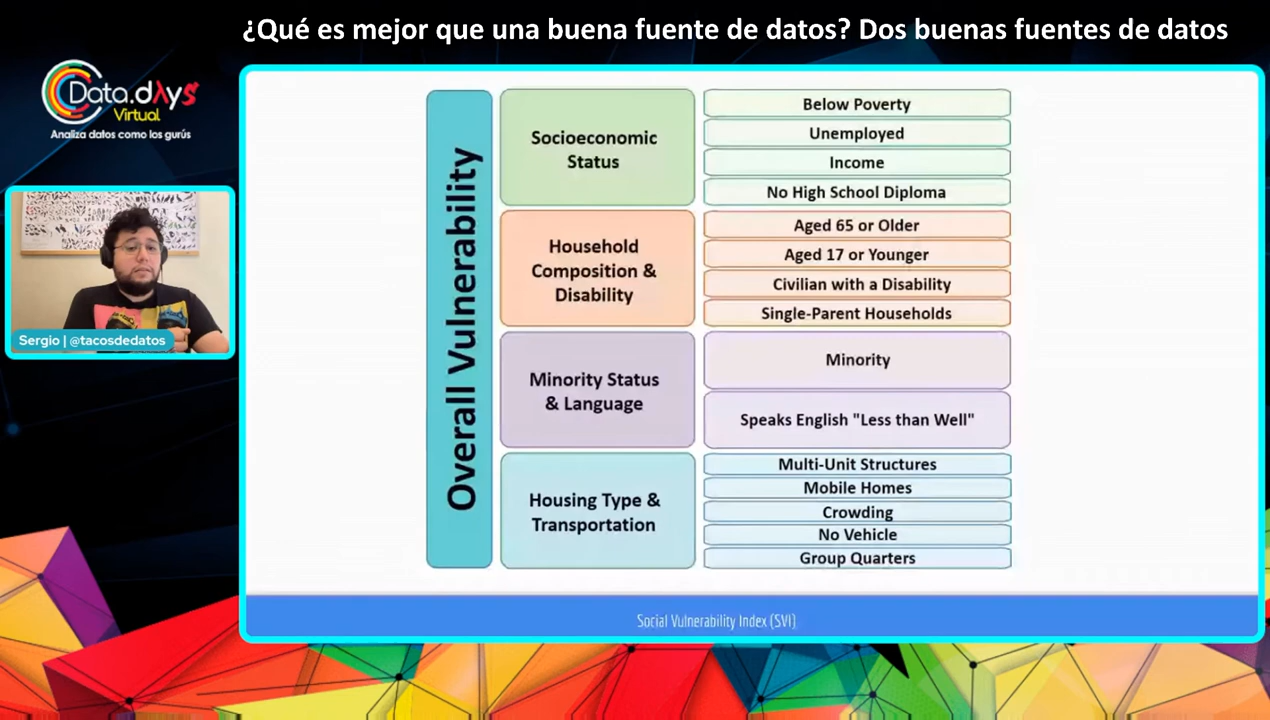 ¿Qué es mejor que una buena fuente de datos? Dos buenas fuentes de datos
Data.dλys
Virtual
Analiza datos como los gurús
Sergio | @tacosdedatos
Overall Vulnerability
Socioeconomic
Status
Below Poverty
Unemployed
Income
No High School Diploma
Household
Composition &
Disability
Aged 65 or Older
Aged 17 or Younger
Civilian with a Disability
Single-Parent Households
Minority Status
& Language
Minority
Speaks English "Less than Well"
Housing Type &
Transportation
Multi-Unit Structures
Mobile Homes
Crowding
No Vehicle
Group Quarters
Social Vulnerability Index (SVI)